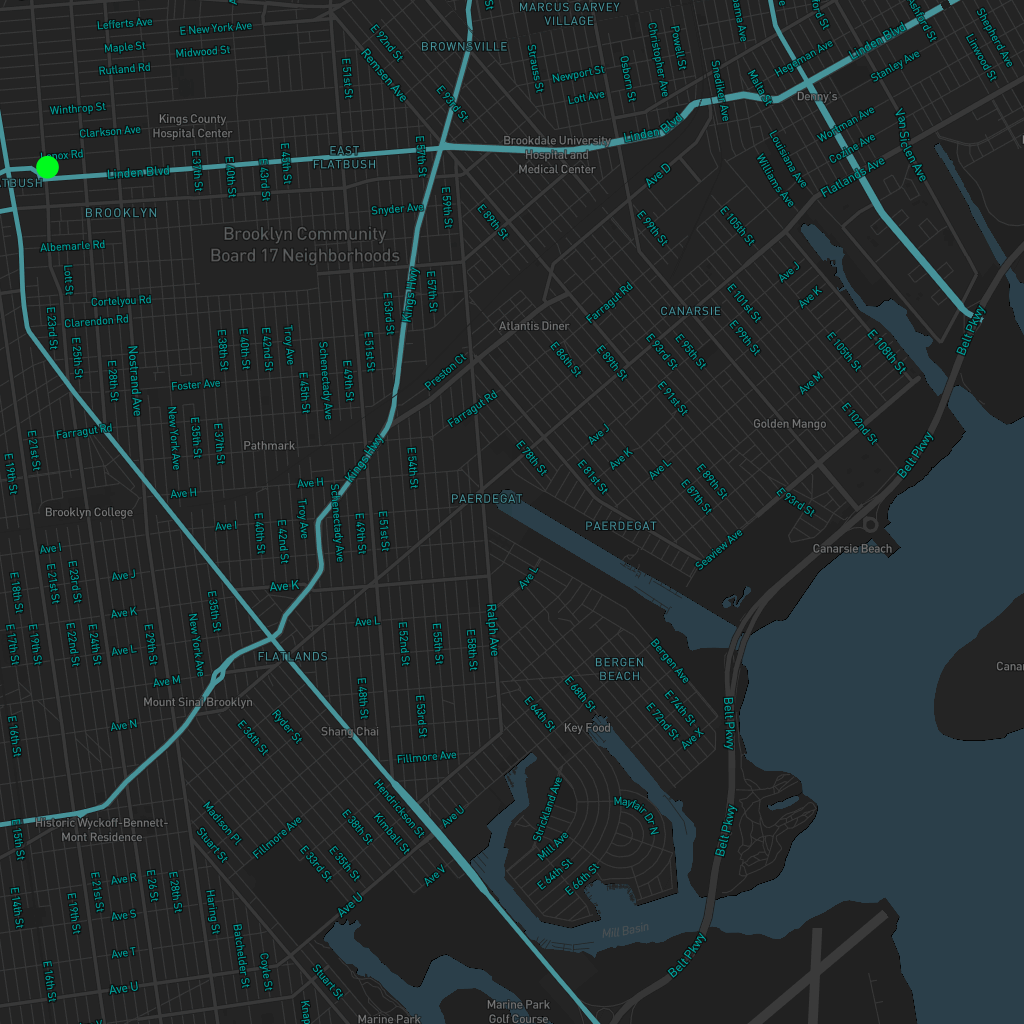 MARCUS GARVEY
VILLAGE
Lefferts Ave
E New York Ave
E 92nd St
Maple St
Midwood St
BROWNSVILLE
Remsen Ave
E 51st St
Rutland Rd
Strauss St
Newport St
Osborn St
Christopher Ave
Powell St
Snediker Ave
Hegeman Ave
Linden Blvd
Stanley Ave
Linwood St
Shepherd Ave
Lott Ave
E 93rd St
Denny's
Winthrop St
Kings County
Hospital Center
Clarkson Ave
Brookdale University
Hospital and
Medical Center
Linden Blvd
Wortman Ave
Cozine Ave
Van Siclen Ave
Louisiana Ave
Lenox Rd
EAST
FLATBUSH
E 57th St
Linden Blvd
E 37th St
E 40th St
E 43rd St
E 45th St
Ave D
Williams Ave
Flatlands Ave
BROOKLYN
Snyder Ave
E 59th St
E 89th St
E 99th St
E 105th St
Albemarle Rd
Brooklyn Community
Board 17 Neighborhoods
Lott St
Kings Hwy
E 57th St
Ave J
Cortelyou Rd
E 53rd St
Farragut Rd
CANARSIE
E 101st St
Ave K
E 23rd St
Clarendon Rd
Atlantis Diner
E 99th St
Belt Pkwy
E 25th St
E 28th St
Nostrand Ave
E 38th St
E 40th St
E 42nd St
Troy Ave
Schenectady Ave
E 49th St
E 51st St
E 86th St
E 89th St
E 93rd St
E 95th St
E 105th St
E 108th St
Preston Ct
Foster Ave
E 45th St
E 91st St
Ave M
Farragut Rd
Farragut Rd
Golden Mango
E 102nd St
New York Ave
E 35th St
E 37th St
Pathmark
Kings Hwy
Ave J
E 21st St
E 19th St
E 54th St
E 78th St
Ave K
Ave L
Belt Pkwy
Ave H
Ave H
E 81st St
E 89th St
E 87th St
E 93rd St
PAERDEGAT
Brooklyn College
Ave I
Troy Ave
Schenectady Ave
PAERDEGAT
E 40th St
E 42nd St
E 49th St
E 51st St
Ave I
Seaview Ave
Canarsie Beach
Ave J
Ave K
Ave L
E 18th St
E 21st St
E 23rd St
E 35th St
Ave K
Ave L
Ralph Ave
E 17th St
E 19th St
E 22nd St
E 24th St
E 29th St
New York Ave
Ave L
E 52nd St
E 55th St
E 58th St
FLATLANDS
BERGEN
BEACH
Bergen Ave
Ave M
Mount Sinai Brooklyn
E 48th St
E 53rd St
E 64th St
E 68th St
E 74th St
E 72nd St
Ave X
Belt Pkwy
E 16th St
Ave N
Ryder St
E 36th St
Shang Chai
Key Food
Fillmore Ave
Hendrickson St
Strickland Ave
Mayfair Dr N
Historic Wyckoff-Bennett-
Mont Residence
E 15th St
Madison Pl
Stuart St
Fillmore Ave
E 38th St
Kimball St
Ave U
Mill Ave
Belt Pkwy
E 33rd St
E 35th St
Ave V
E 64th St
E 66th St
Ave R
E 14th St
E 19th St
E 21st St
E 26 St
E 28th St
Haring St
Ave U
Ave S
Mill Basin
Batchelder St
Ave T
Coyle St
Belt Pkwy
E 16th St
Ave U
Stuart St
Marine Park
Marine Park
Golf Course